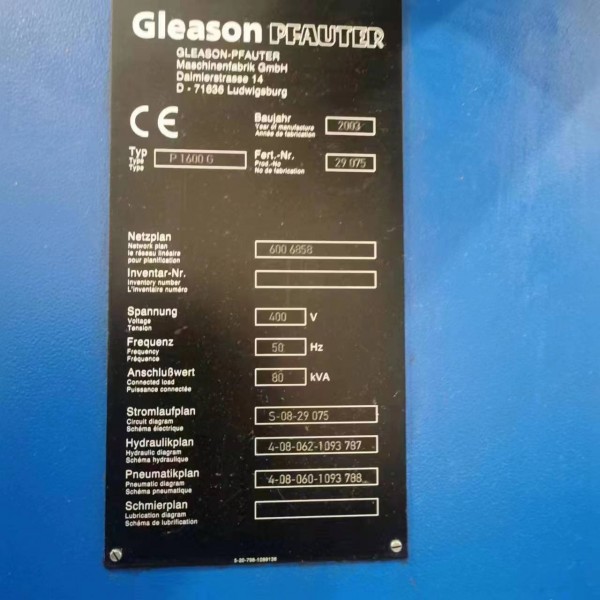 Gleason PFAUTER
GLEASON-PFAUTER
Maschinenfabrik GmbH
Daimlerstrasse 14
D - 71636 Ludwigsburg
CE
Baujahr
Year of manufacture
Année de fabrication
2003
Typ
Type
Type
P 1600 G
Fert.-Nr.
Prod.-No
No de fabrication
29 075
Netzplan
Network plan
le réseau linéaire
pour planification
600 6858
Inventar-Nr.
Inventory number
L'inventaire numéro
Spannung
Voltage
Tension
400 V
Frequenz
Frequency
Fréquence
50 Hz
Anschlußwert
Connected load
Puissance connectée
80 kVA
Stromlaufplan
Circuit diagram
Schéma électrique
S-08-29 075
Hydraulikplan
Hydraulic diagram
Schéma hydraulique
4-08-062-1093 787
Pneumatikplan
Pneumatic diagram
Schéma pneumatique
4-08-060-1093 788
Schmierplan
Lubrication diagram
Schéma de lubrification